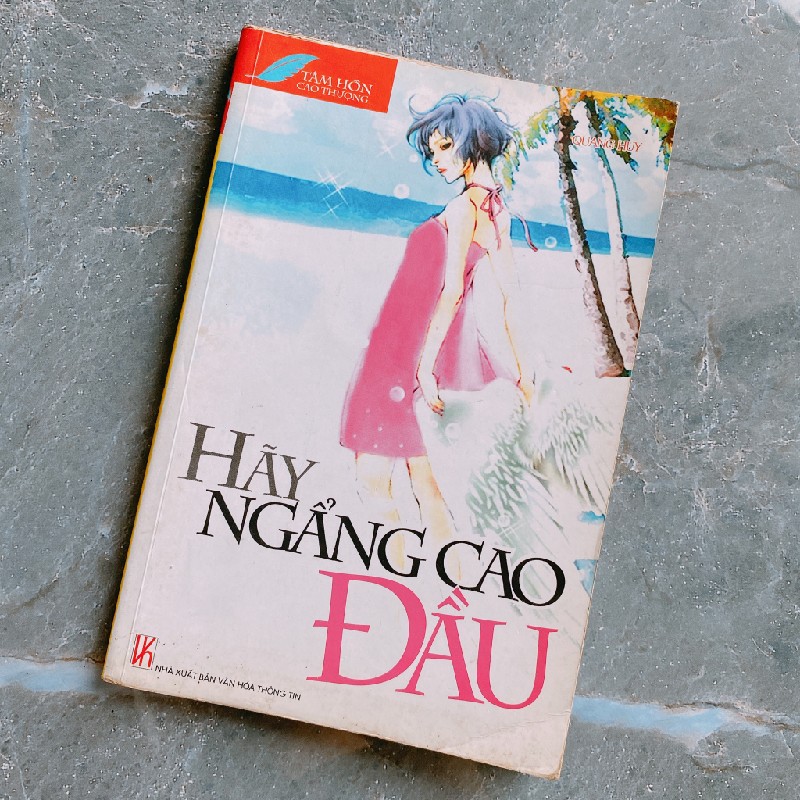 TÂM HỒN
CAO THƯỢNG
QUANG HUY
HÃY
NGẨNG CAO
ĐẦU
NHÀ XUẤT BẢN VĂN HÓA THÔNG TIN